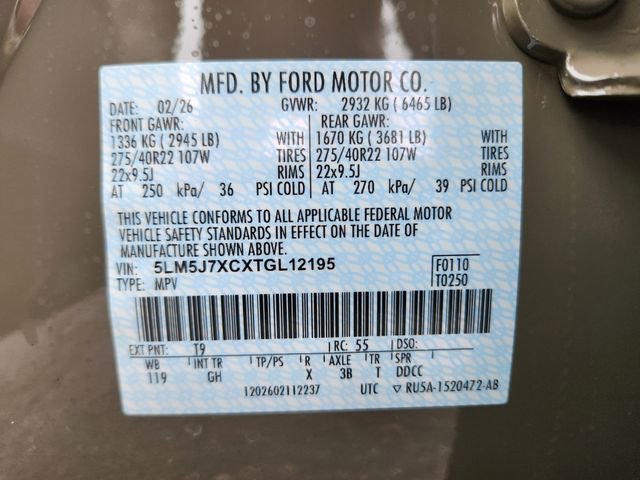 MFD. BY FORD MOTOR CO.
DATE: 02/26 GVWR: 2932 KG ( 6465 LB)
FRONT GAWR: REAR GAWR:
1336 KG ( 2945 LB) WITH 1670 KG ( 3681 LB) WITH
275/40R22 107W TIRES 275/40R22 107W TIRES
22x9.5J RIMS 22x9.5J RIMS
AT 250 kPa/ 36 PSI COLD AT 270 kPa/ 39 PSI COLD
THIS VEHICLE CONFORMS TO ALL APPLICABLE FEDERAL MOTOR
VEHICLE SAFETY STANDARDS IN EFFECT ON THE DATE OF
MANUFACTURE SHOWN ABOVE.
VIN: 5LM5J7XCXTGL12195 F0110
TYPE: MPV T0250
EXT PNT: T9 RC: 55 DSO:
WB INT TR TP/PS R AXLE TR SPR
119 GH X 3B T DDCC
1202602112237 UTC ▽ RU5A-1520472-AB